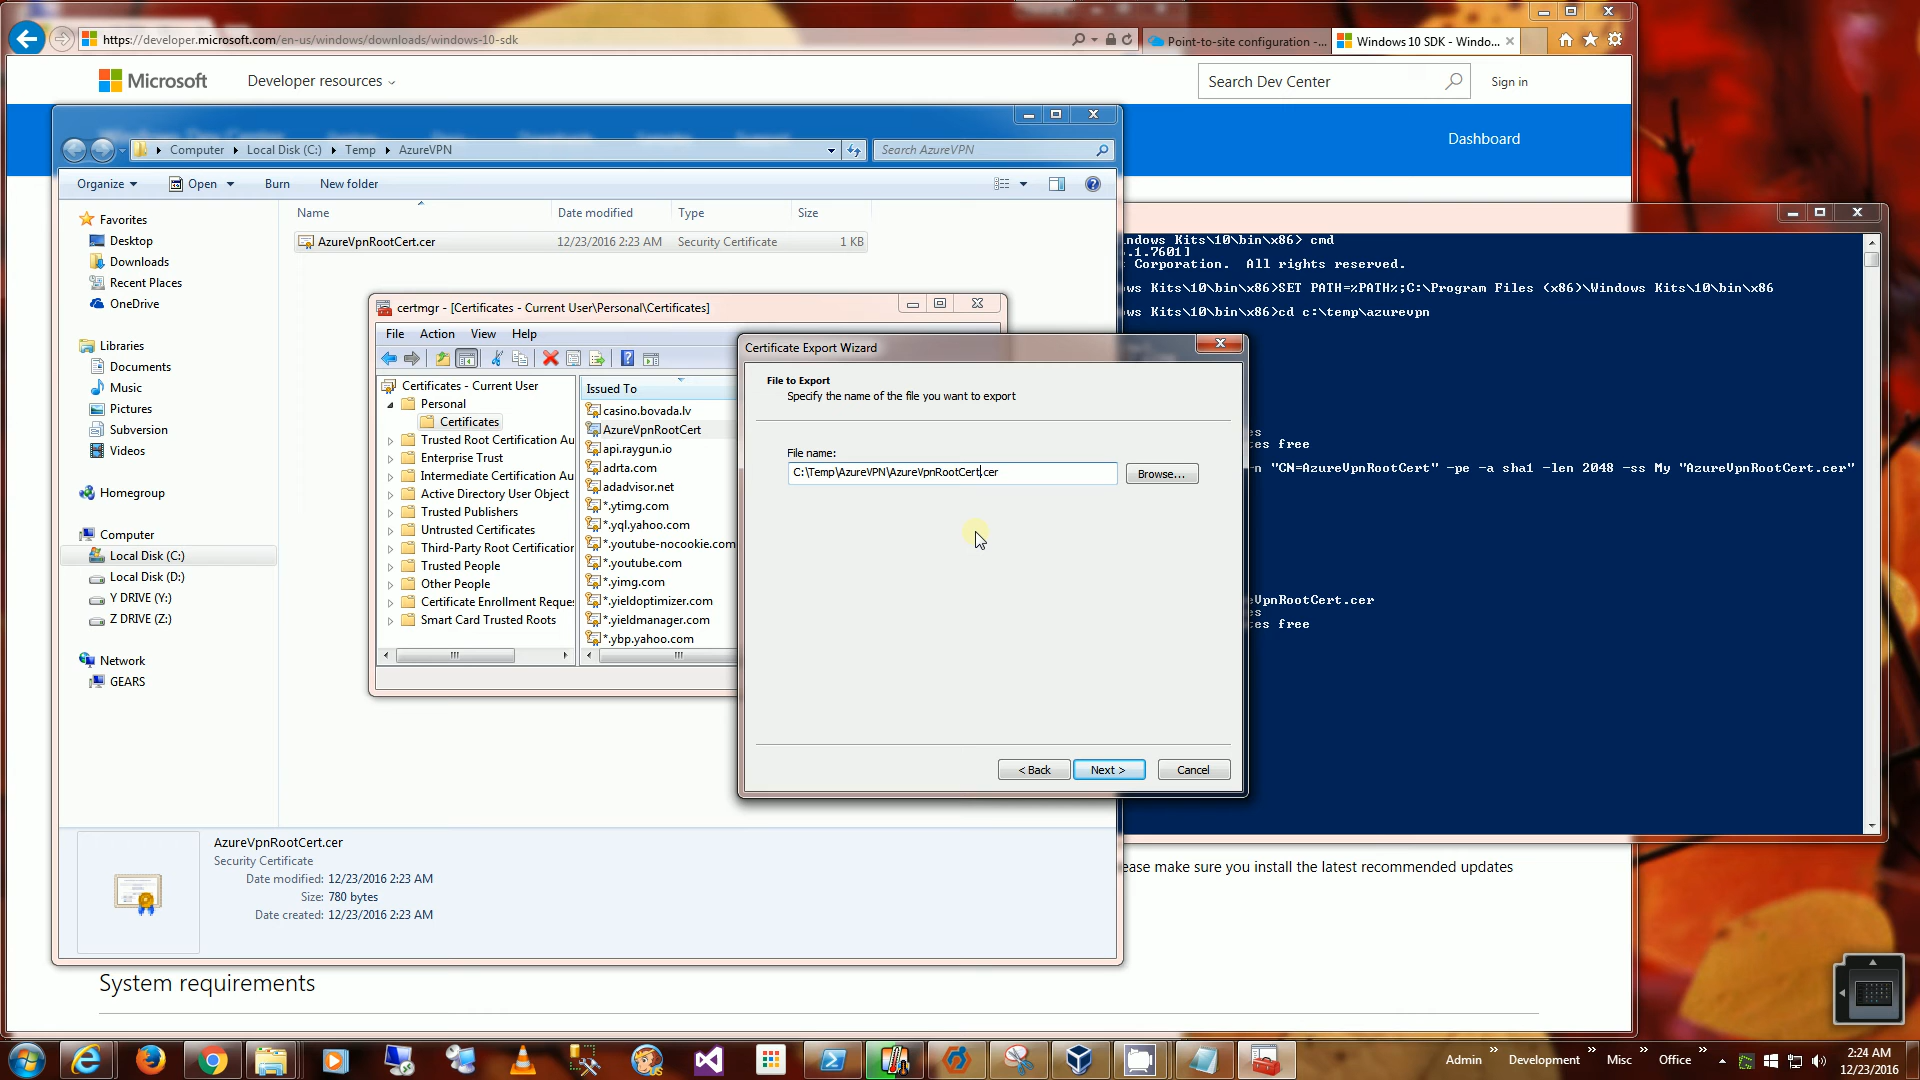 https://developer.microsoft.com/en-us/windows/downloads/windows-10-sdk
Point-to-site configuration -...
Windows 10 SDK - Windo...
Microsoft
Developer resources
Search Dev Center
Sign in
Dashboard
Computer
Local Disk (C:)
Temp
AzureVPN
Search AzureVPN
Organize
Open
Burn
New folder
Name
Date modified
Type
Size
AzureVpnRootCert.cer
12/23/2016 2:23 AM
Security Certificate
1 KB
Favorites
Desktop
Downloads
Recent Places
OneDrive
Libraries
Documents
Music
Pictures
Subversion
Videos
Homegroup
Computer
Local Disk (C:)
Local Disk (D:)
Y DRIVE (Y:)
Z DRIVE (Z:)
Network
GEARS
AzureVpnRootCert.cer
Security Certificate
Date modified: 12/23/2016 2:23 AM
Size: 780 bytes
Date created: 12/23/2016 2:23 AM
certmgr - [Certificates - Current User\Personal\Certificates]
File
Action
View
Help
Certificates - Current User
Personal
Certificates
Trusted Root Certification Au
Enterprise Trust
Intermediate Certification Au
Active Directory User Object
Trusted Publishers
Untrusted Certificates
Third-Party Root Certification
Trusted People
Other People
Certificate Enrollment Reques
Smart Card Trusted Roots
Issued To
casino.bovada.lv
AzureVpnRootCert
api.raygun.io
adrta.com
adadvisor.net
*.ytimg.com
*.yql.yahoo.com
*.youtube-nocookie.com
*.youtube.com
*.yimg.com
*.yieldoptimizer.com
*.yieldmanager.com
*.ybp.yahoo.com
Certificate Export Wizard
File to Export
Specify the name of the file you want to export
File name:
C:\Temp\AzureVPN\AzureVpnRootCert.cer
Browse...
< Back
Next >
Cancel
ndows Kits\10\bin\x86> cmd
.1.7601]
Corporation. All rights reserved.
ws Kits\10\bin\x86>SET PATH=%PATH%;C:\Program Files (x86)\Windows Kits\10\bin\x86
ws Kits\10\bin\x86>cd c:\temp\azurevpn
es
es free
-n "CN=AzureVpnRootCert" -pe -a sha1 -len 2048 -ss My "AzureVpnRootCert.cer"
eVpnRootCert.cer
es
es free
ease make sure you install the latest recommended updates
System requirements
Admin
Development
Misc
Office
2:24 AM
12/23/2016